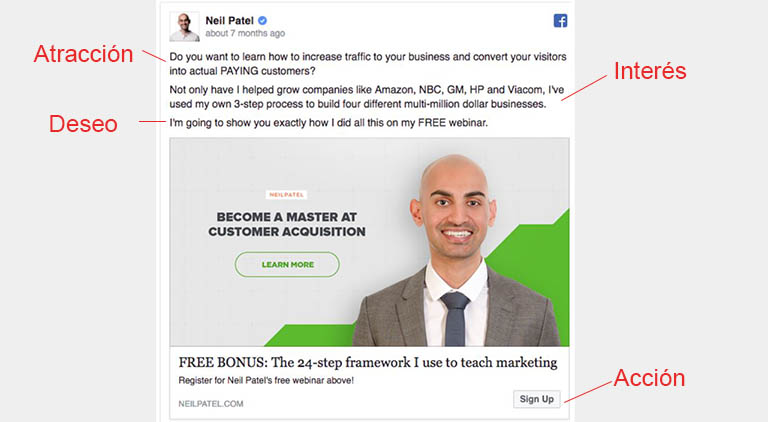 Neil Patel
about 7 months ago
Atracción
Do you want to learn how to increase traffic to your business and convert your visitors
into actual PAYING customers?
Interés
Not only have I helped grow companies like Amazon, NBC, GM, HP and Viacom, I've
used my own 3-step process to build four different multi-million dollar businesses.
Deseo
I'm going to show you exactly how I did all this on my FREE webinar.
NEILPATEL
BECOME A MASTER AT
CUSTOMER ACQUISITION
LEARN MORE
FREE BONUS: The 24-step framework I use to teach marketing
Register for Neil Patel's free webinar above!
Acción
Sign Up
NEILPATEL.COM